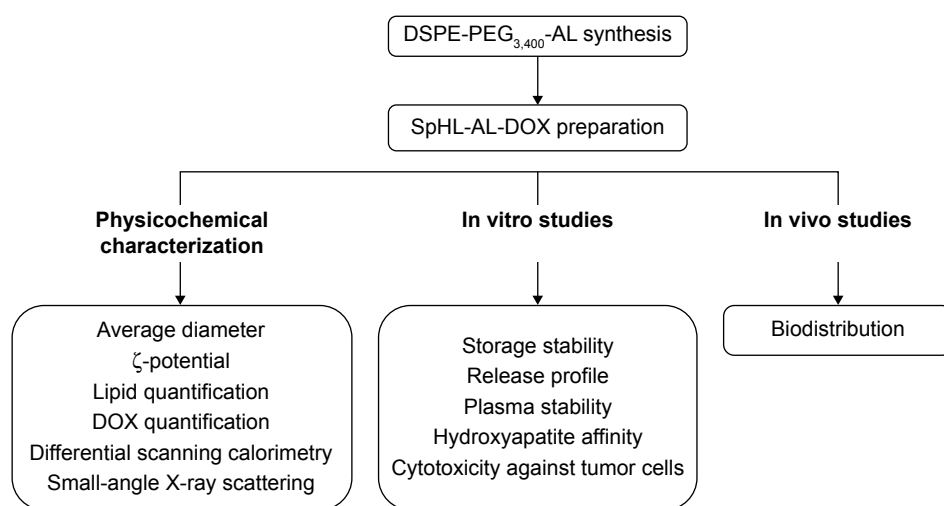 DSPE-PEG3,400-AL synthesis
SpHL-AL-DOX preparation
Physicochemical
characterization
In vitro studies
In vivo studies
Average diameter
ζ-potential
Lipid quantification
DOX quantification
Differential scanning calorimetry
Small-angle X-ray scattering
Storage stability
Release profile
Plasma stability
Hydroxyapatite affinity
Cytotoxicity against tumor cells
Biodistribution